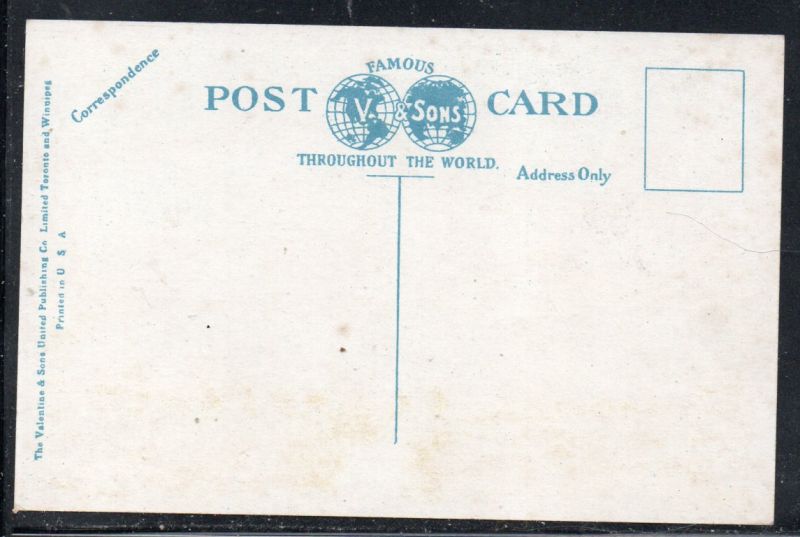 Correspondence
FAMOUS
POST V. & SONS CARD
THROUGHOUT THE WORLD.
Address Only
The Valentine & Sons United Publishing Co. Limited Toronto and Winnipeg
Printed in U S A